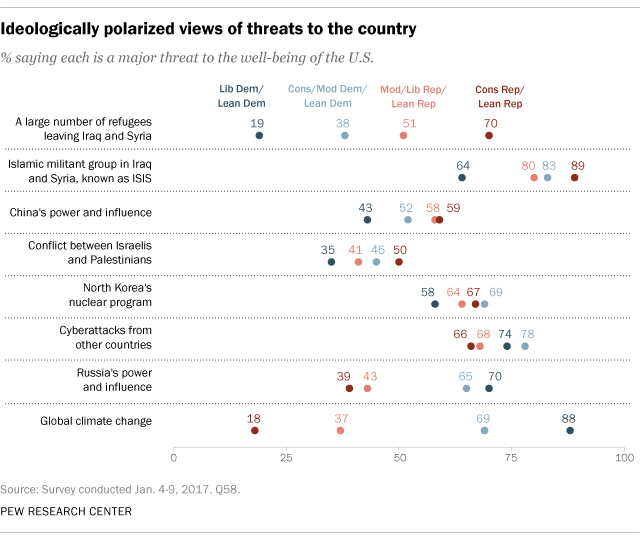 Ideologically polarized views of threats to the country
% saying each is a major threat to the well-being of the U.S.
Lib Dem/ Cons/Mod Dem/ Mod/Lib Rep/ Cons Rep/
Lean Dem Lean Dem Lean Rep Lean Rep
A large number of refugees
leaving Iraq and Syria
19 38 51 70
Islamic militant group in Iraq
and Syria, known as ISIS
64 80 83 89
China's power and influence
43 52 58 59
Conflict between Israelis
and Palestinians
35 41 45 50
North Korea's
nuclear program
58 64 67 69
Cyberattacks from
other countries
66 68 74 78
Russia's power
and influence
39 43 65 70
Global climate change
18 37 69 88
0 25 50 75 100
Source: Survey conducted Jan. 4-9, 2017. Q58.
PEW RESEARCH CENTER